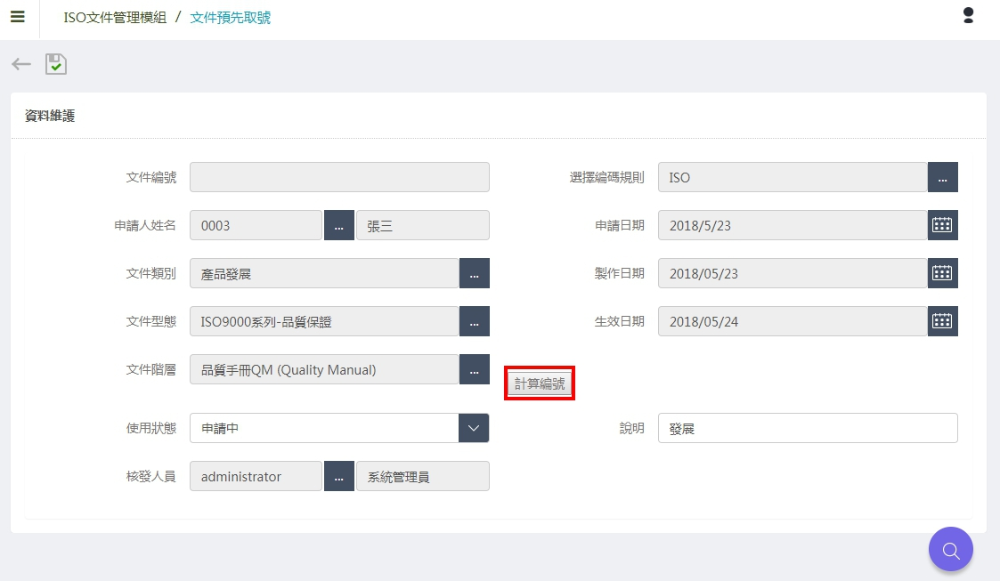 ISO文件管理模組 / 文件預先取號
資料維護
文件編號 選擇編碼規則 ISO ...
申請人姓名 0003 ... 張三 申請日期 2018/5/23
文件類別 產品發展 ... 製作日期 2018/05/23
文件型態 ISO9000系列-品質保證 ... 生效日期 2018/05/24
文件階層 品質手冊QM (Quality Manual) ...
計算編號
使用狀態 申請中 說明 發展
核發人員 administrator ... 系統管理員